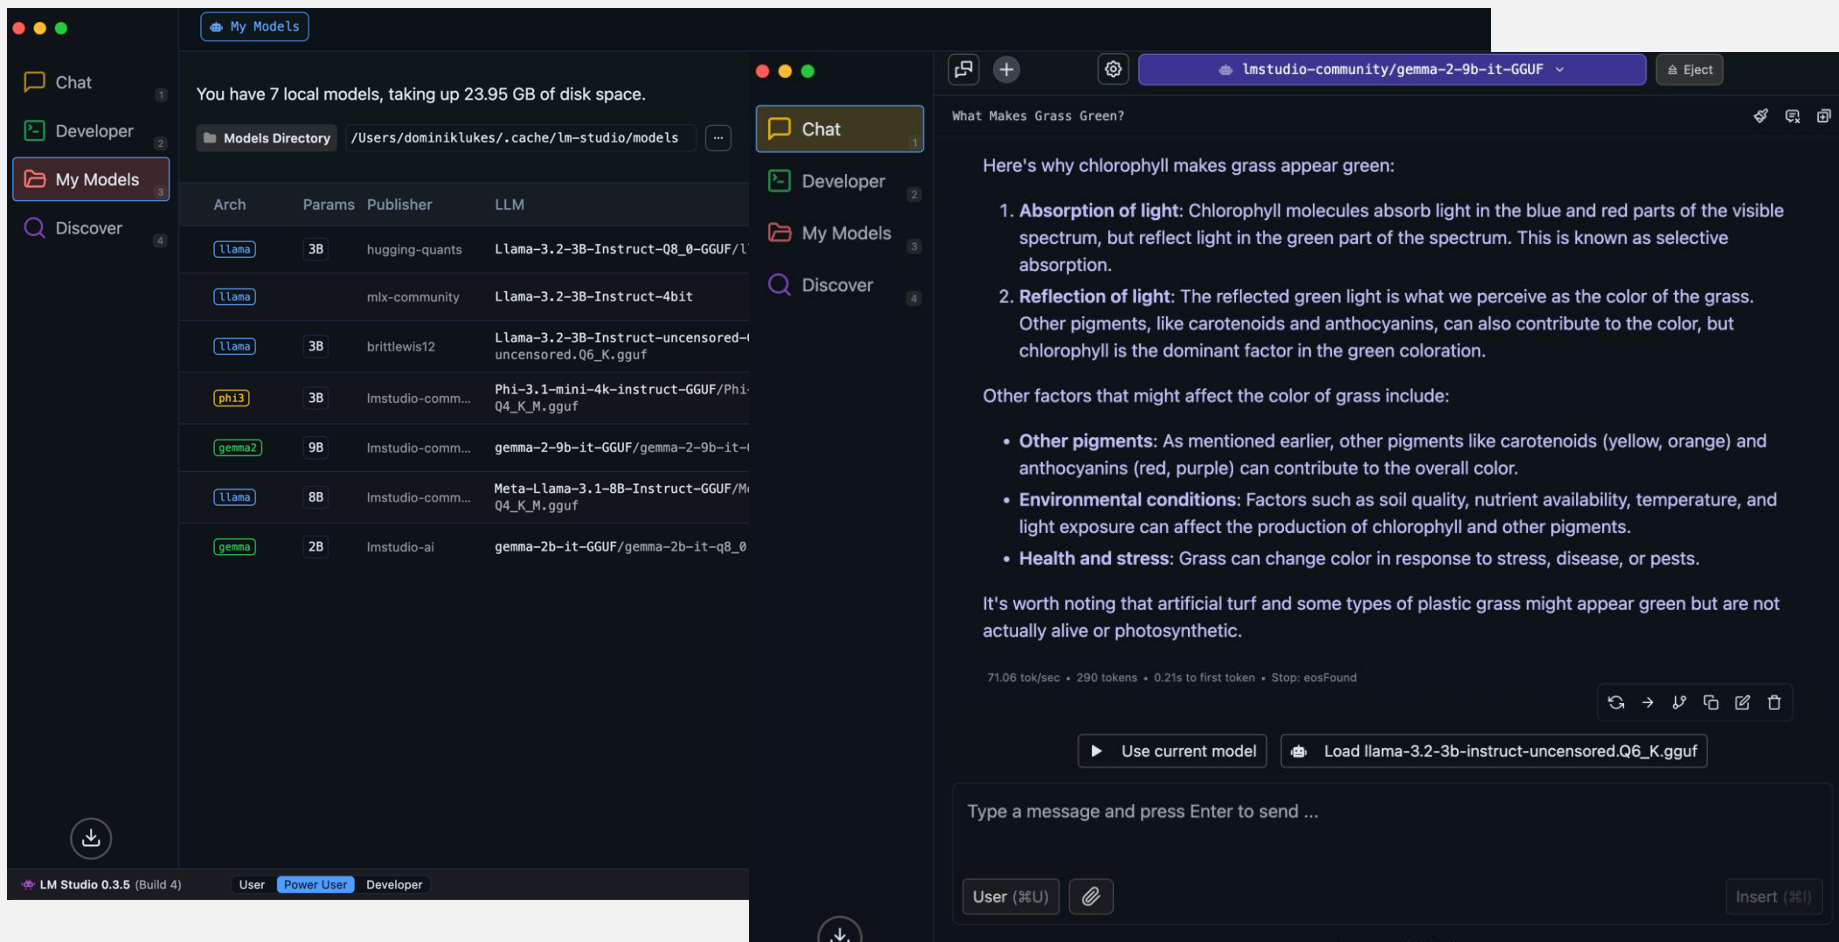 My Models
Chat
1
Developer
2
My Models
3
Discover
4
You have 7 local models, taking up 23.95 GB of disk space.
Models Directory
/Users/dominiklukes/.cache/lm-studio/models
...
Arch Params Publisher LLM
llama 3B hugging-quants Llama-3.2-3B-Instruct-Q8_0-GGUF/l
llama mlx-community Llama-3.2-3B-Instruct-4bit
llama 3B brittlewis12 Llama-3.2-3B-Instruct-uncensored-
uncensored.Q6_K.gguf
phi3 3B lmstudio-comm... Phi-3.1-mini-4k-instruct-GGUF/Phi-
Q4_K_M.gguf
gemma2 9B lmstudio-comm... gemma-2-9b-it-GGUF/gemma-2-9b-it-
llama 8B lmstudio-comm... Meta-Llama-3.1-8B-Instruct-GGUF/Me
Q4_K_M.gguf
gemma 2B lmstudio-ai gemma-2b-it-GGUF/gemma-2b-it-q8_0
LM Studio 0.3.5 (Build 4)
User Power User Developer
lmstudio-community/gemma-2-9b-it-GGUF
Eject
Chat
1
Developer
2
My Models
3
Discover
4
What Makes Grass Green?
Here's why chlorophyll makes grass appear green:
1. Absorption of light: Chlorophyll molecules absorb light in the blue and red parts of the visible
spectrum, but reflect light in the green part of the spectrum. This is known as selective
absorption.
2. Reflection of light: The reflected green light is what we perceive as the color of the grass.
Other pigments, like carotenoids and anthocyanins, can also contribute to the color, but
chlorophyll is the dominant factor in the green coloration.
Other factors that might affect the color of grass include:
• Other pigments: As mentioned earlier, other pigments like carotenoids (yellow, orange) and
anthocyanins (red, purple) can contribute to the overall color.
• Environmental conditions: Factors such as soil quality, nutrient availability, temperature, and
light exposure can affect the production of chlorophyll and other pigments.
• Health and stress: Grass can change color in response to stress, disease, or pests.
It's worth noting that artificial turf and some types of plastic grass might appear green but are not
actually alive or photosynthetic.
71.06 tok/sec • 290 tokens • 0.21s to first token • Stop: eosFound
Use current model
Load llama-3.2-3b-instruct-uncensored.Q6_K.gguf
Type a message and press Enter to send ...
User (⌘U)
Insert (⌘I)